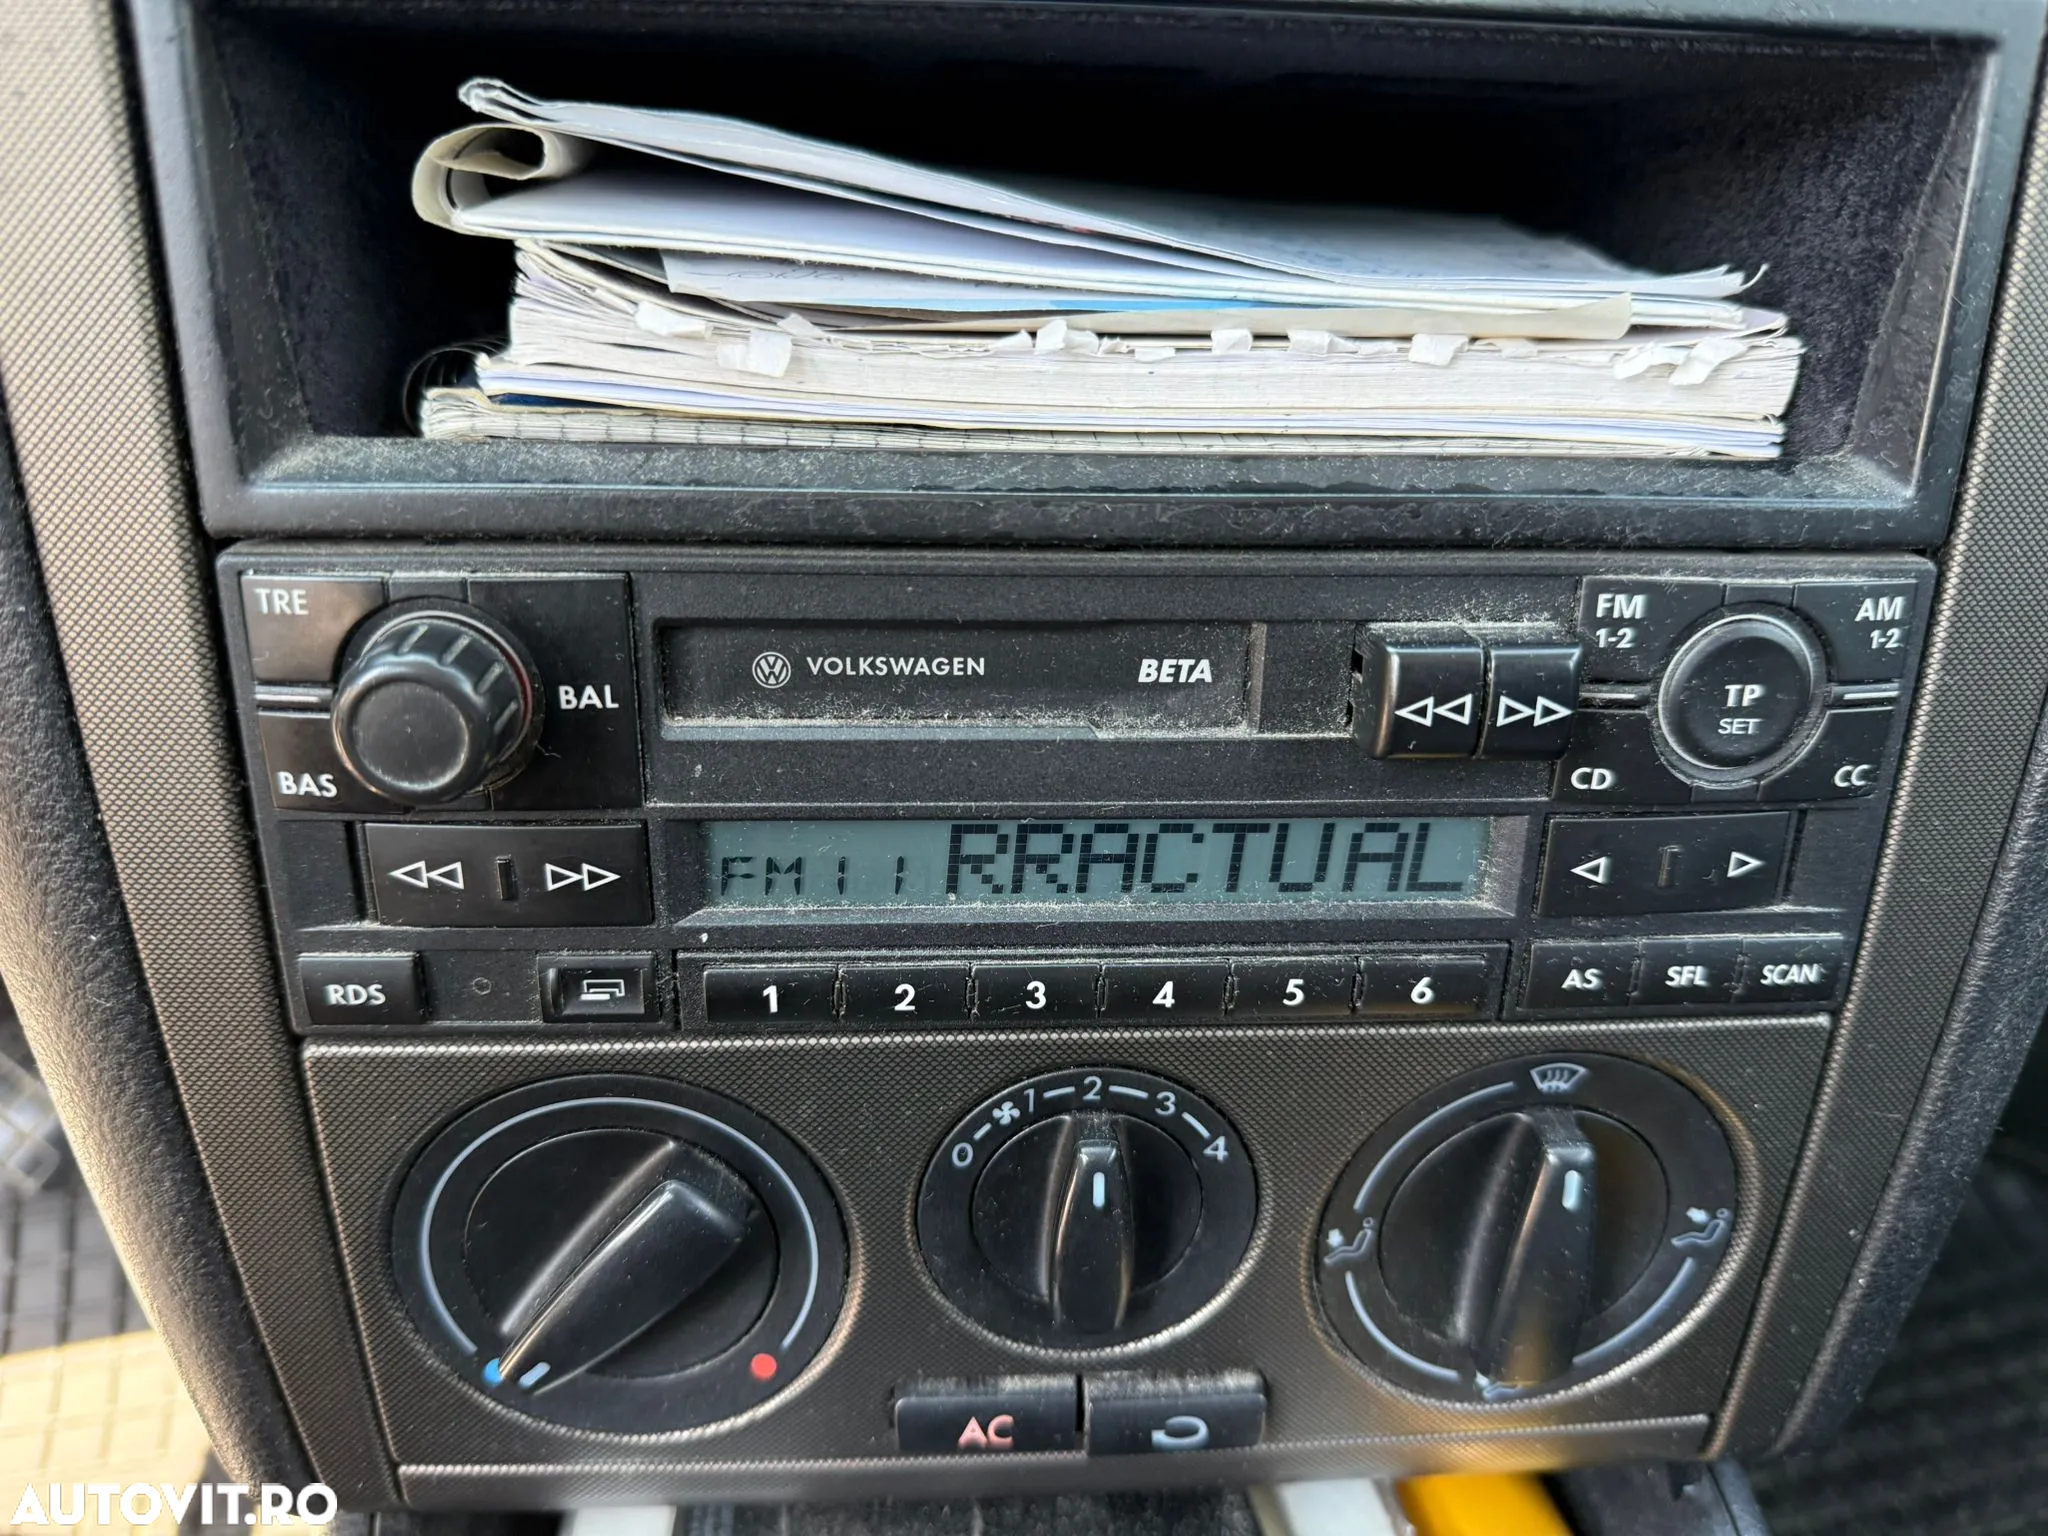 TRE
BAL
BAS
VOLKSWAGEN BETA
FM 1-2
AM 1-2
TP SET
CD
CC
FM11 RRACTUAL
RDS
1 2 3 4 5 6
AS SFL SCAN
0 1 2 3 4
AC
AUTOVIT.RO